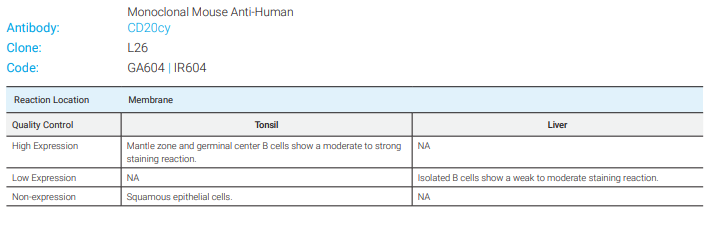 Monoclonal Mouse Anti-Human
Antibody: CD20cy
Clone: L26
Code: GA604 | IR604
Reaction Location Membrane
Quality Control Tonsil Liver
High Expression Mantle zone and germinal center B cells show a moderate to strong NA
staining reaction.
Low Expression NA Isolated B cells show a weak to moderate staining reaction.
Non-expression Squamous epithelial cells. NA